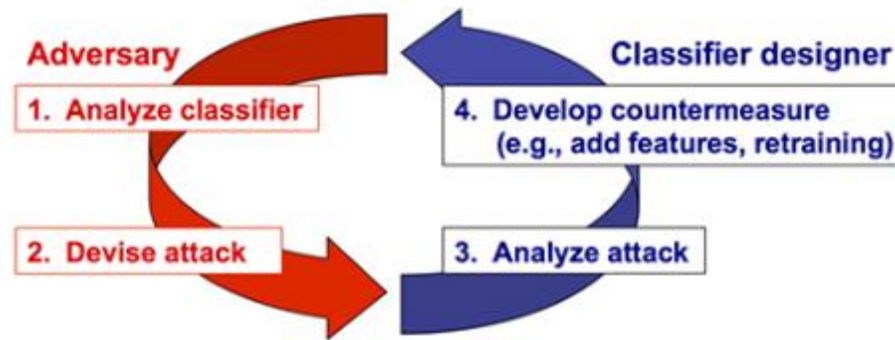 Adversary
1. Analyze classifier
2. Devise attack
Classifier designer
4. Develop countermeasure
(e.g., add features, retraining)
3. Analyze attack